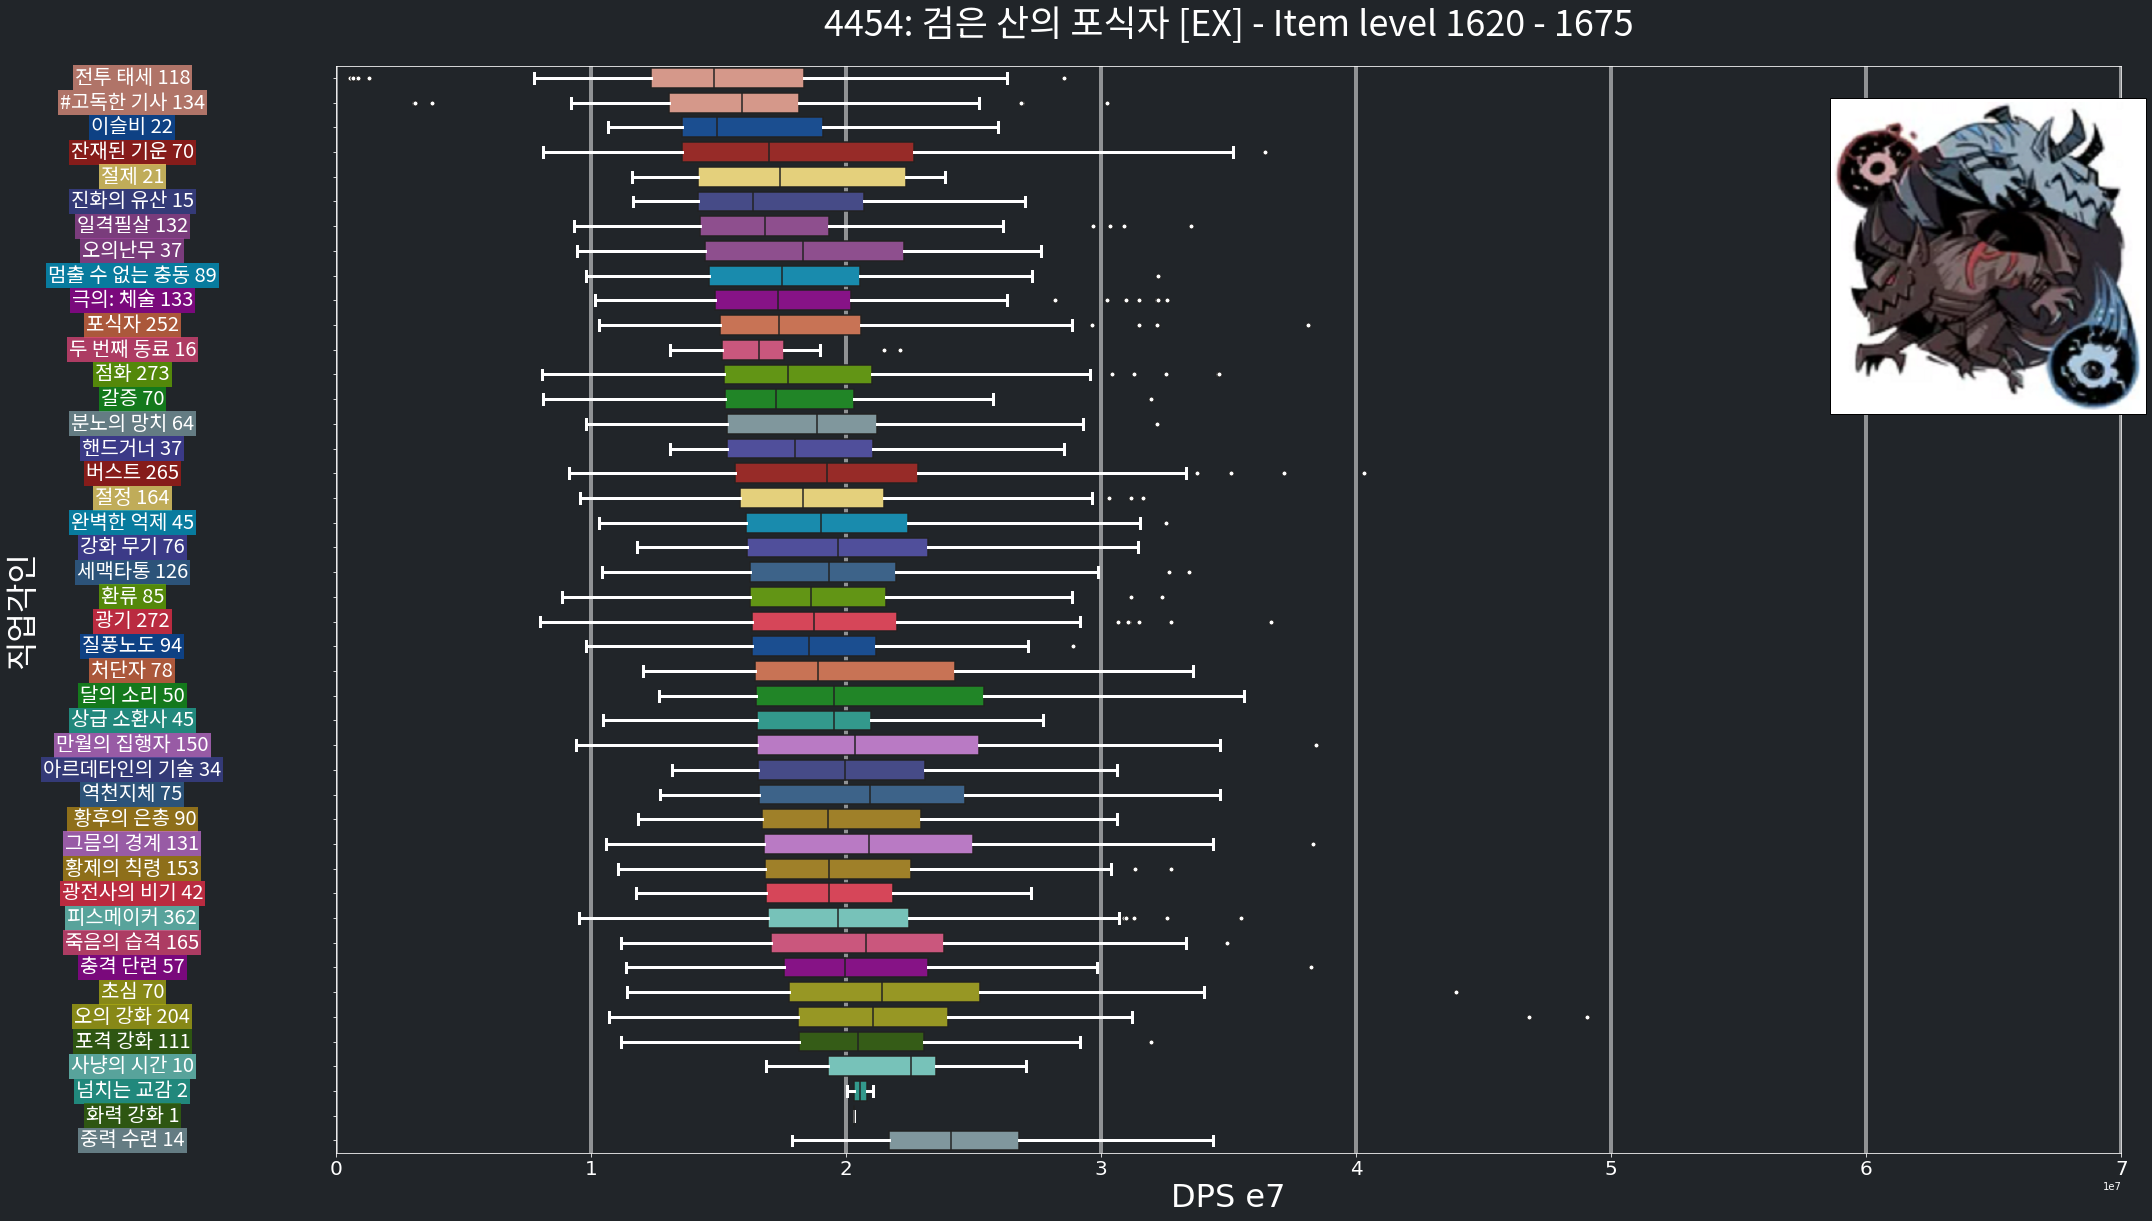 4454: 검은 산의 포식자 [EX] - Item level 1620 - 1675
직업각인
전투 태세 118
#고독한 기사 134
이슬비 22
잔재된 기운 70
절제 21
진화의 유산 15
일격필살 132
오의난무 37
멈출 수 없는 충동 89
극의: 체술 133
포식자 252
두 번째 동료 16
점화 273
갈증 70
분노의 망치 64
핸드거너 37
버스트 265
절정 164
완벽한 억제 45
강화 무기 76
세맥타통 126
환류 85
광기 272
질풍노도 94
처단자 78
달의 소리 50
상급 소환사 45
만월의 집행자 150
아르데타인의 기술 34
역천지체 75
황후의 은총 90
그믐의 경계 131
황제의 칙령 153
광전사의 비기 42
피스메이커 362
죽음의 습격 165
충격 단련 57
초심 70
오의 강화 204
포격 강화 111
사냥의 시간 10
넘치는 교감 2
화력 강화 1
중력 수련 14
0 1 2 3 4 5 6 7
1e7
DPS e7